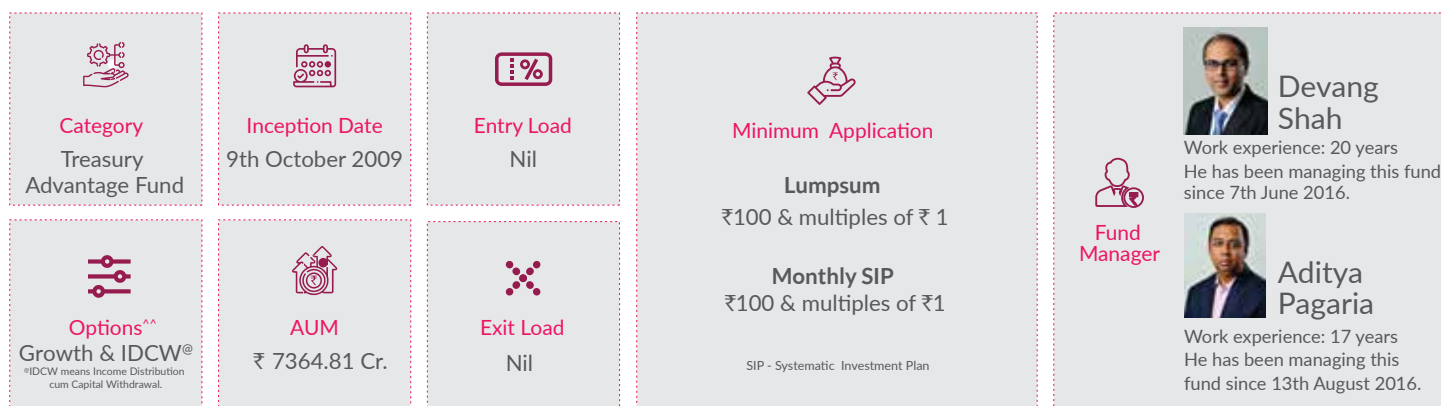 Category
Treasury
Advantage Fund
Inception Date
9th October 2009
Entry Load
Nil
Options^^
Growth & IDCW@
@IDCW means Income Distribution
cum Capital Withdrawal.
AUM
₹ 7364.81 Cr.
Exit Load
Nil
Minimum Application
Lumpsum
₹100 & multiples of ₹ 1
Monthly SIP
₹100 & multiples of ₹1
SIP - Systematic Investment Plan
Fund
Manager
Devang
Shah
Work experience: 20 years
He has been managing this fund
since 7th June 2016.
Aditya
Pagaria
Work experience: 17 years
He has been managing this
fund since 13th August 2016.